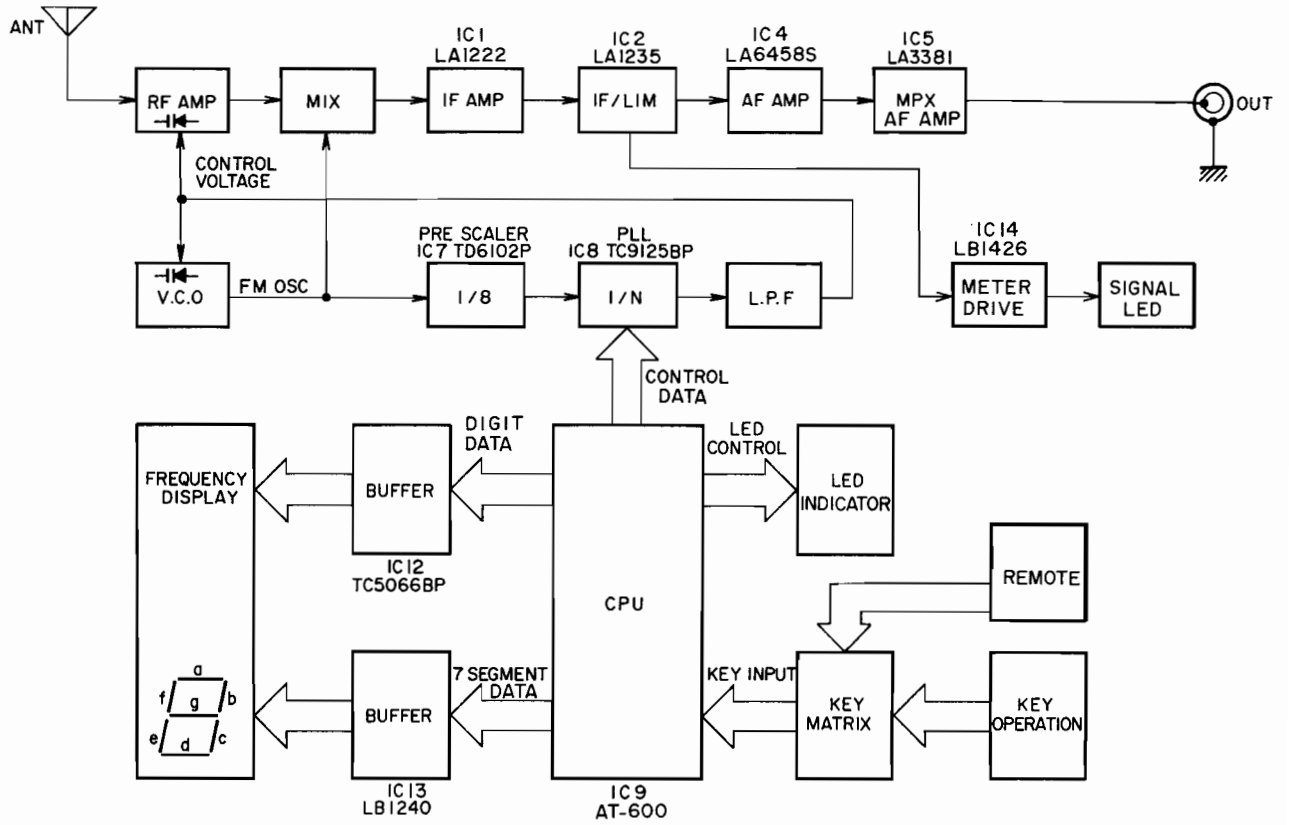 ANT
IC1
LA1222
IC2
LA1235
IC4
LA6458S
IC5
LA3381
RF AMP
MIX
IF AMP
IF/LIM
AF AMP
MPX
AF AMP
OUT
CONTROL
VOLTAGE
PRE SCALER
IC7 TD6102P
PLL
IC8 TC9125BP
IC14
LB1426
V.C.O
FM OSC
1/8
1/N
L.P.F
METER
DRIVE
SIGNAL
LED
CONTROL
DATA
FREQUENCY
DISPLAY
BUFFER
DIGIT
DATA
LED
CONTROL
LED
INDICATOR
IC12
TC5066BP
CPU
REMOTE
a
f
g
b
e
d
c
BUFFER
7 SEGMENT
DATA
KEY INPUT
KEY
MATRIX
KEY
OPERATION
IC13
LB1240
IC9
AT-600